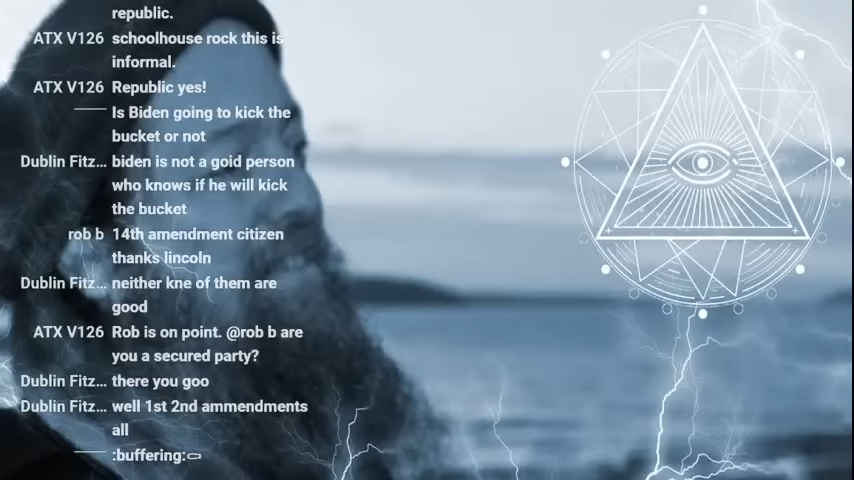 republic.
ATX V126 schoolhouse rock this is
informal.
ATX V126 Republic yes!
Is Biden going to kick the
bucket or not
Dublin Fitz... biden is not a goid person
who knows if he will kick
the bucket
rob b 14th amendment citizen
thanks lincoln
Dublin Fitz... neither kne of them are
good
ATX V126 Rob is on point. @rob b are
you a secured party?
Dublin Fitz... there you goo
Dublin Fitz... well 1st 2nd ammendments
all
:buffering: